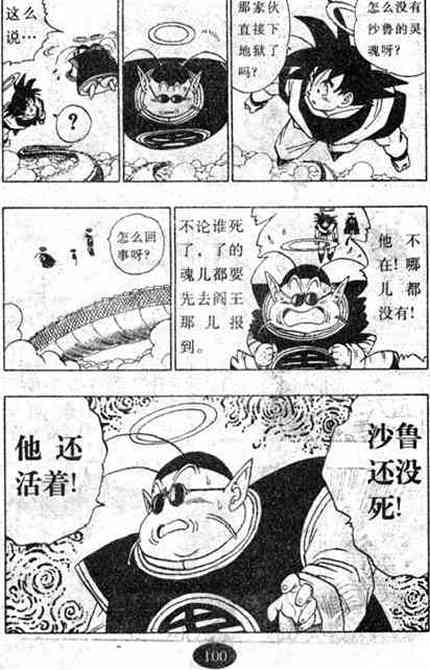 怎么没有
沙鲁的灵
魂呀?
那家伙
直接下
地狱了
吗?
这么
说…
?
他 不
在! 哪
儿 都
没有!
不论谁死
了,了的
魂儿都要
先去阎王
那儿报
到。
怎么回
事呀?
沙鲁
还没
死!
他还
活着!
100